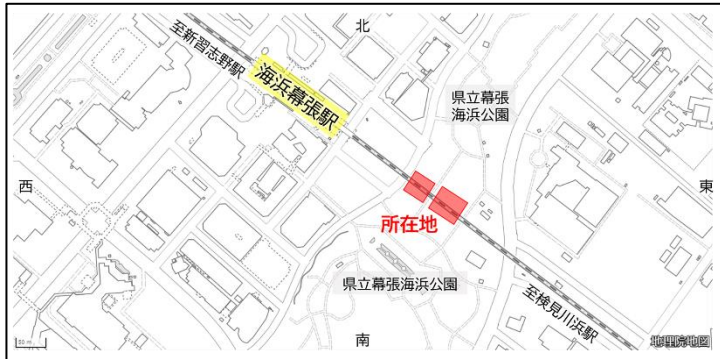 北
至新習志野駅
海浜幕張駅
県立幕張
海浜公園
西
東
所在地
県立幕張海浜公園
至検見川浜駅
南
50 m
地理院地図